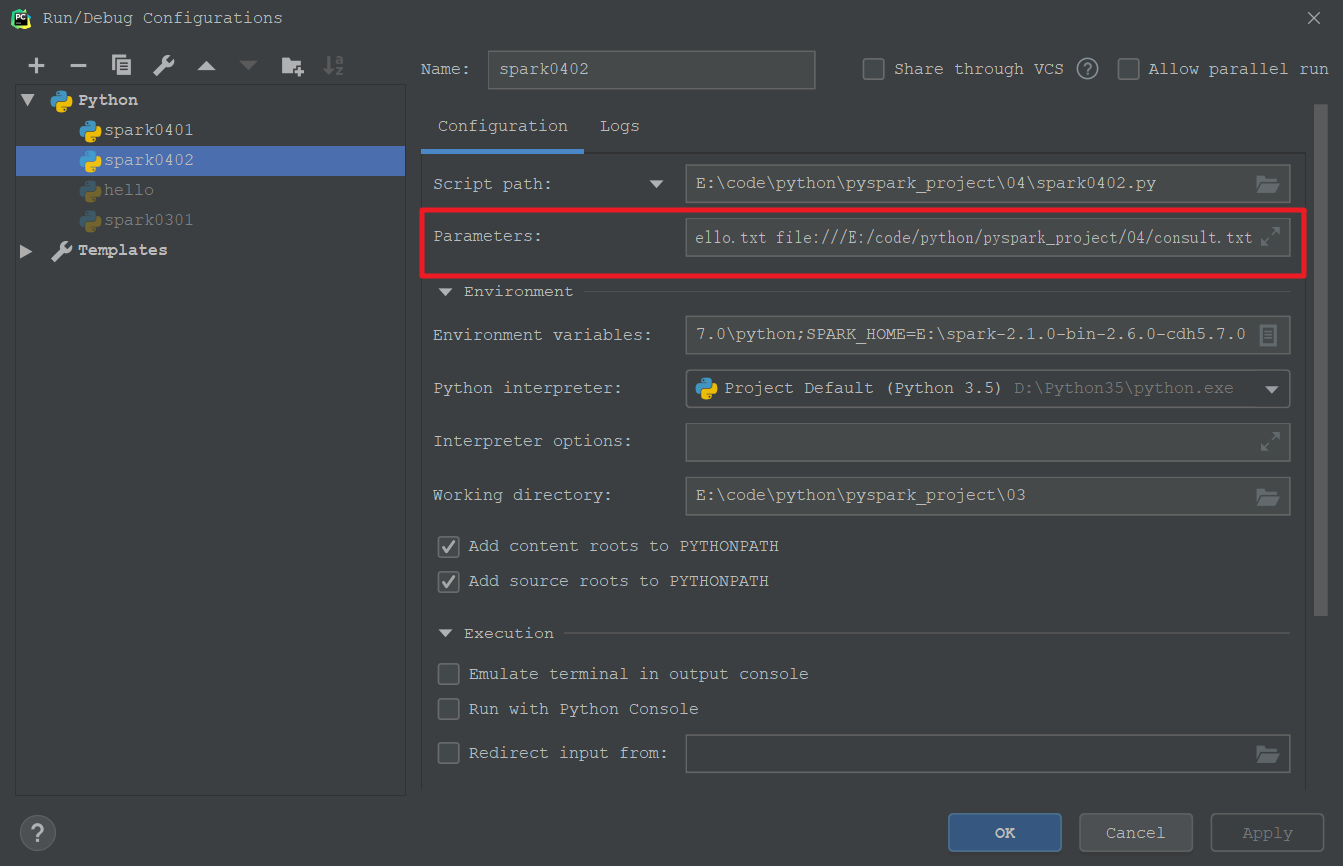 PC
Run/Debug Configurations
Name: spark0402
Share through VCS ?
Allow parallel run
Python
spark0401
spark0402
hello
spark0301
Templates
Configuration Logs
Script path: E:\code\python\pyspark_project\04\spark0402.py
Parameters: ello.txt file:///E:/code/python/pyspark_project/04/consult.txt
Environment
Environment variables: 7.0\python;SPARK_HOME=E:\spark-2.1.0-bin-2.6.0-cdh5.7.0
Python interpreter: Project Default (Python 3.5) D:\Python35\python.exe
Interpreter options:
Working directory: E:\code\python\pyspark_project\03
Add content roots to PYTHONPATH
Add source roots to PYTHONPATH
Execution
Emulate terminal in output console
Run with Python Console
Redirect input from:
? OK Cancel Apply